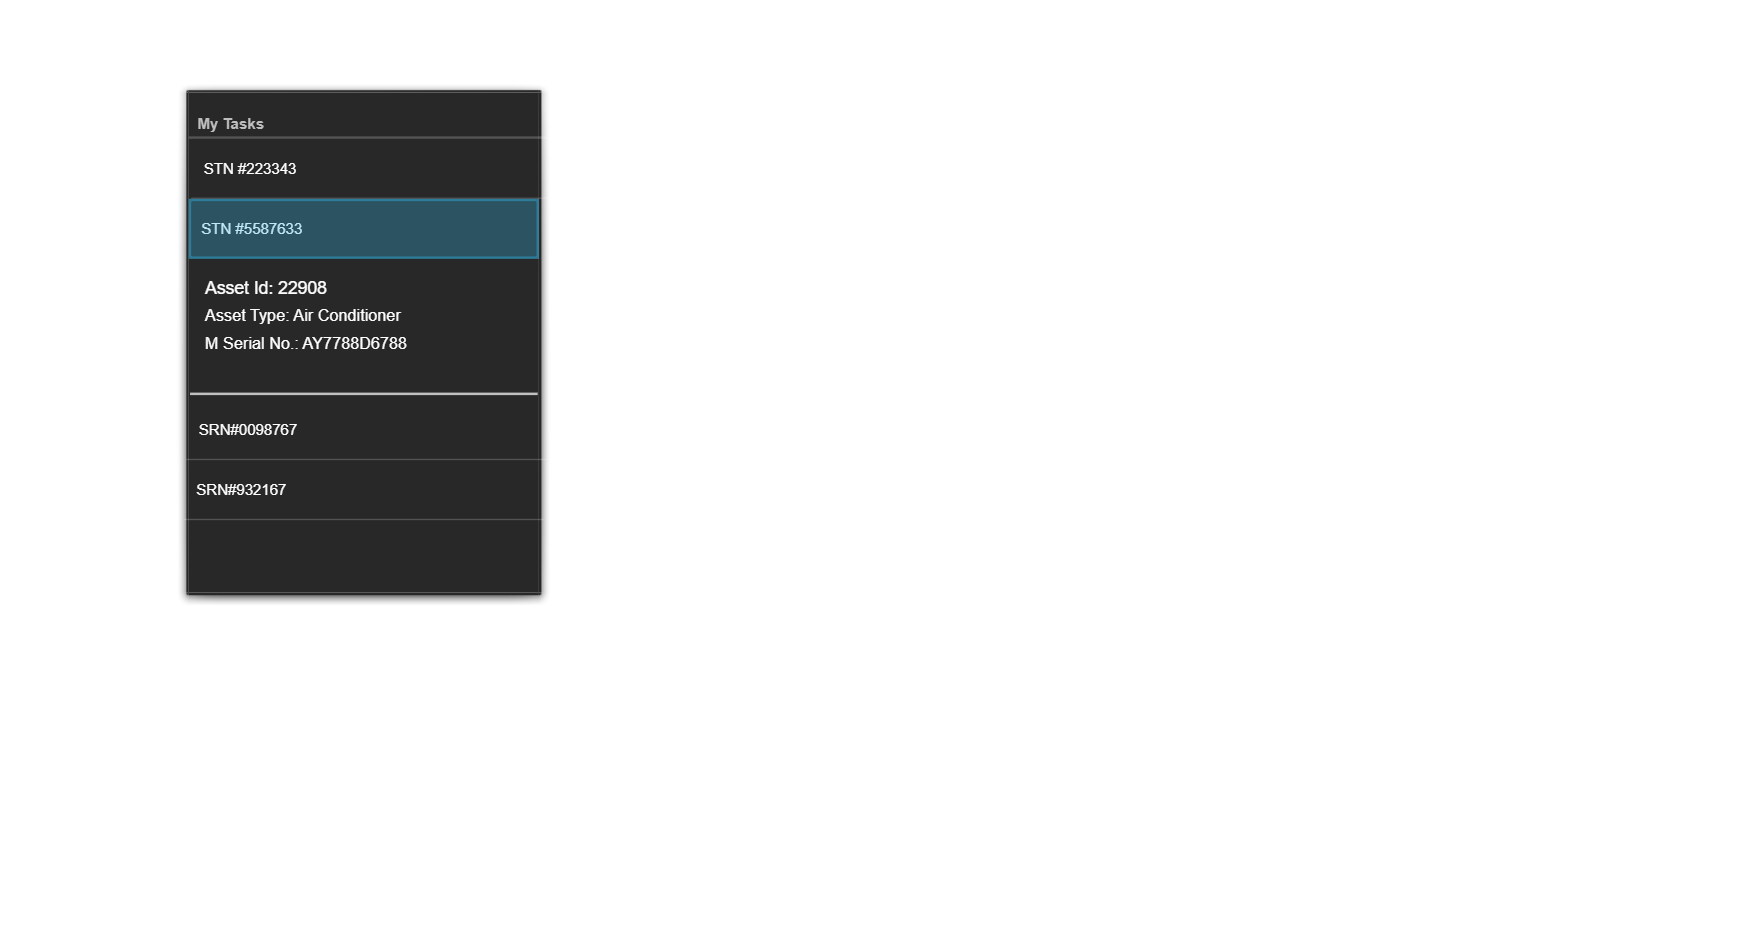 My Tasks
STN #223343
STN #5587633
Asset Id: 22908
Asset Type: Air Conditioner
M Serial No.: AY7788D6788
SRN#0098767
SRN#932167